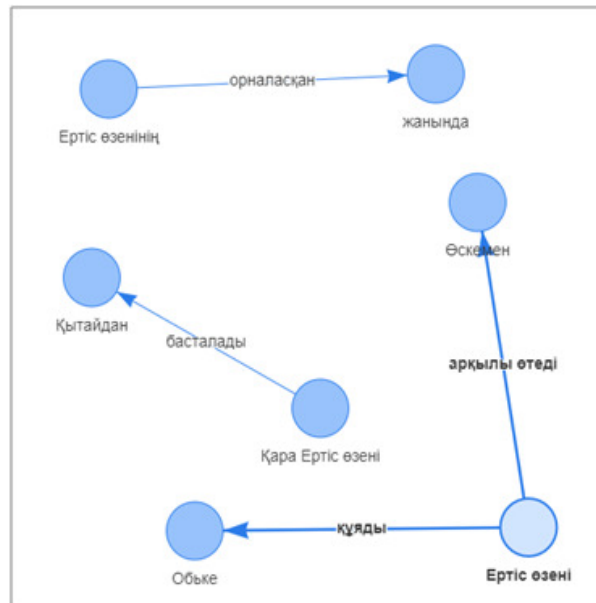 орналасқан
Ертіс өзенінің
жанында
Өскемен
Қытайдан
басталады
арқылы өтеді
Қара Ертіс өзені
құяды
Обьке
Ертіс өзені